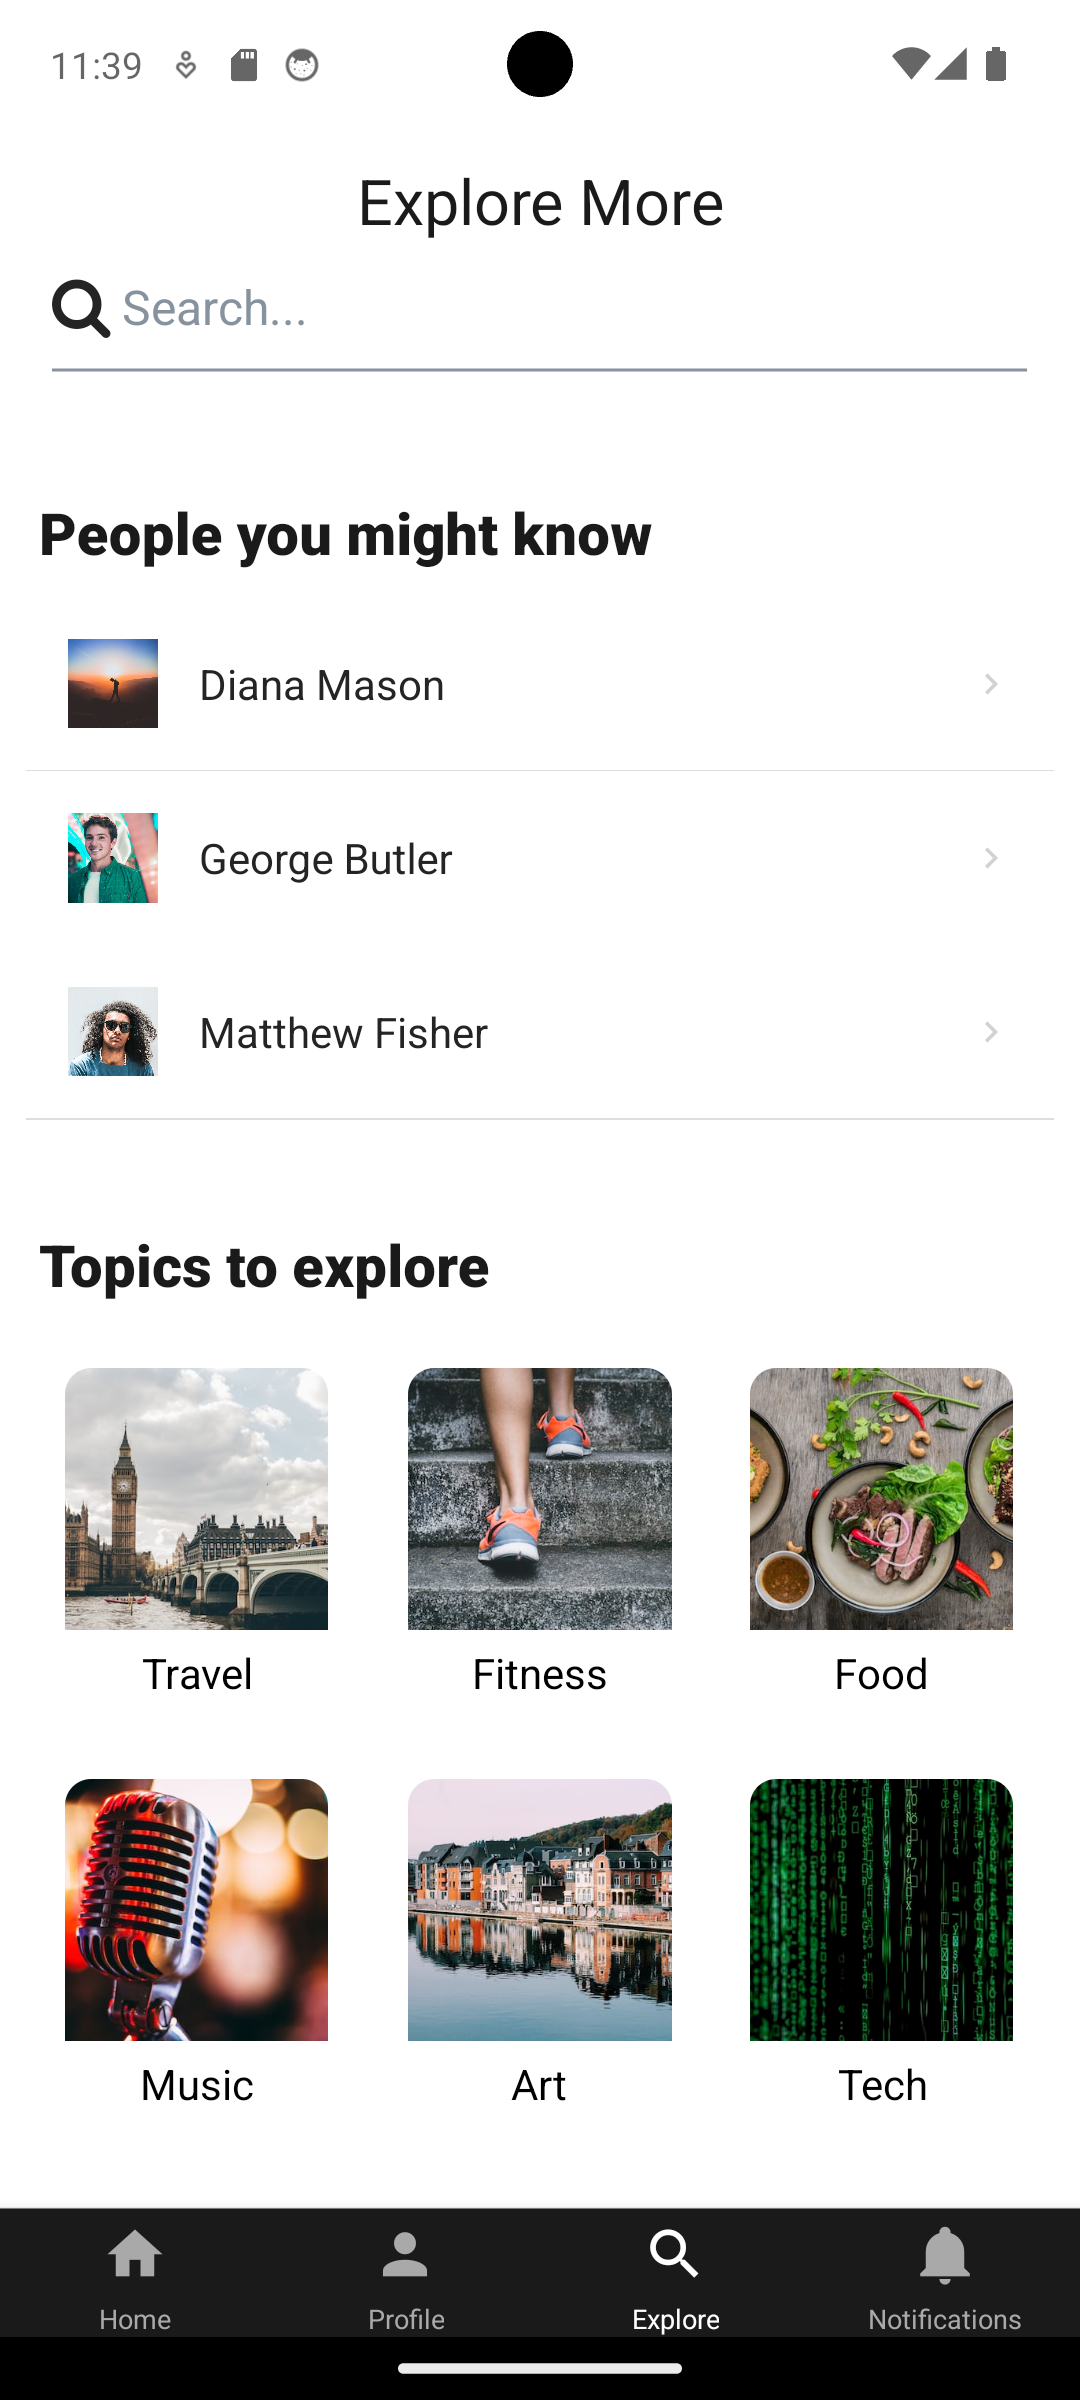 11:39
Explore More
Search...
People you might know
Diana Mason
George Butler
Matthew Fisher
Topics to explore
Travel
Fitness
Food
Music
Art
Tech
Home
Profile
Explore
Notifications